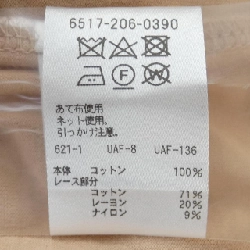 6517-206-0390
あて布使用
ネット使用。
引っかけ注意。
621-1 UAF-8 UAF-136
本体 コットン 100%
レース部分
コットン 71%
レーヨン 20%
ナイロン 9%